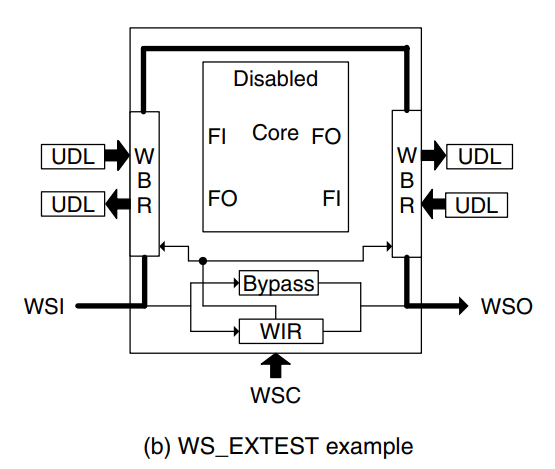 Disabled
FI Core FO
UDL W W UDL
B B
UDL R FO FI R UDL
Bypass
WSI WSO
WIR
WSC
(b) WS_EXTEST example